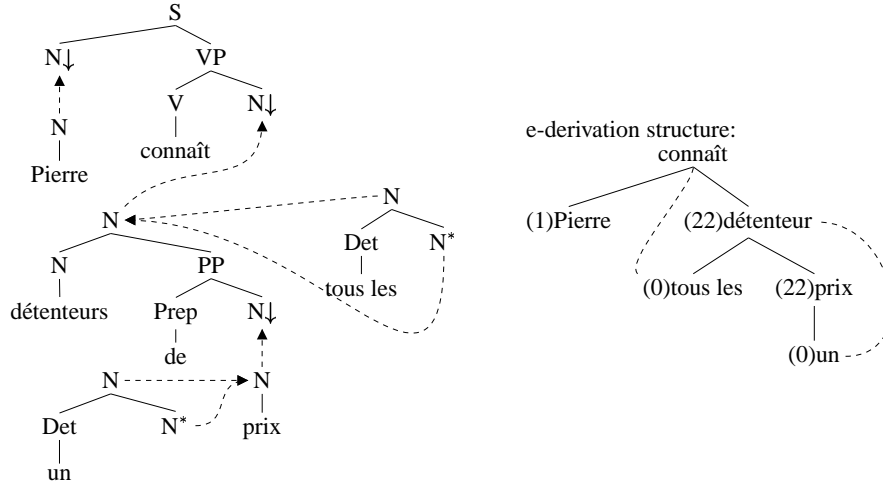 S
N↓ VP
N V N↓
Pierre connaît
N N
N PP Det N*
détenteurs Prep N↓ tous les
de
N N
Det N* prix
un
e-derivation structure:
connaît
(1)Pierre (22)détenteur
(0)tous les (22)prix
(0)un